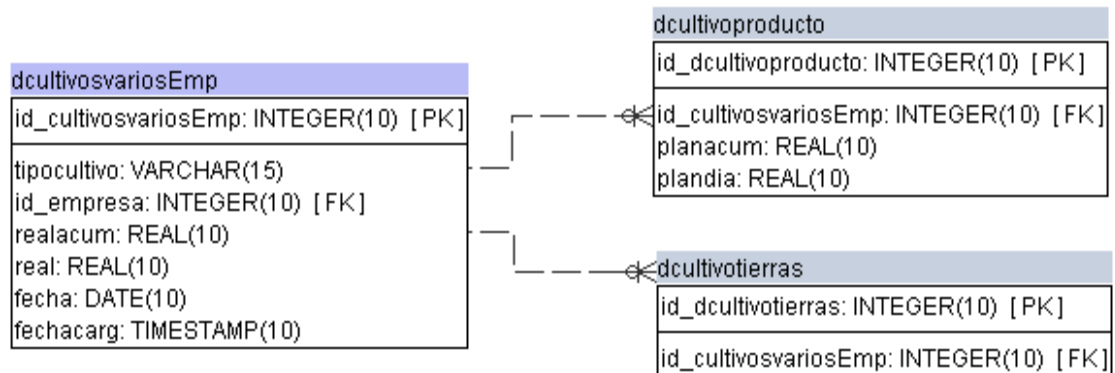 dcultivosvariosEmp
id_cultivosvariosEmp: INTEGER(10) [PK]
tipocultivo: VARCHAR(15)
id_empresa: INTEGER(10) [FK]
realacum: REAL(10)
real: REAL(10)
fecha: DATE(10)
fechacarg: TIMESTAMP(10)
dcultivoproducto
id_dcultivoproducto: INTEGER(10) [PK]
id_cultivosvariosEmp: INTEGER(10) [FK]
planacum: REAL(10)
plandia: REAL(10)
dcultivotierras
id_dcultivotierras: INTEGER(10) [PK]
id_cultivosvariosEmp: INTEGER(10) [FK]